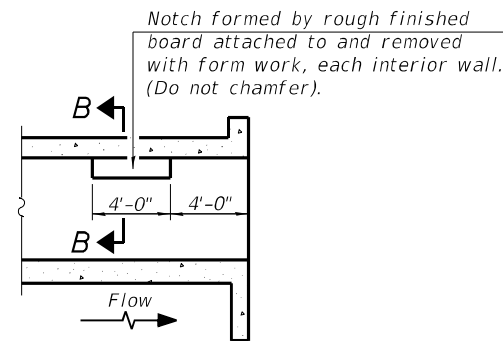 Notch formed by rough finished
board attached to and removed
with form work, each interior wall.
(Do not chamfer).
B
4'-0" 4'-0"
B
Flow